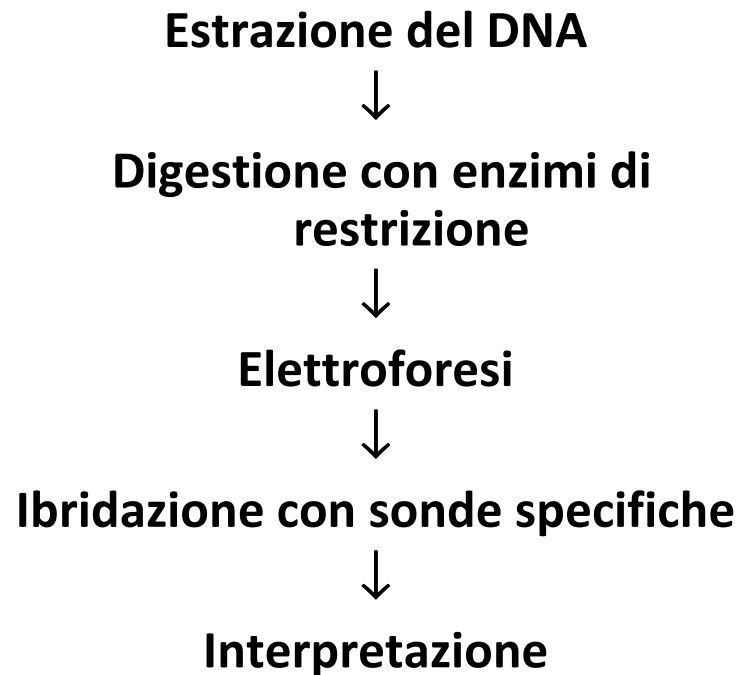 Estrazione del DNA
↓
Digestione con enzimi di
restrizione
↓
Elettroforesi
↓
Ibridazione con sonde specifiche
↓
Interpretazione